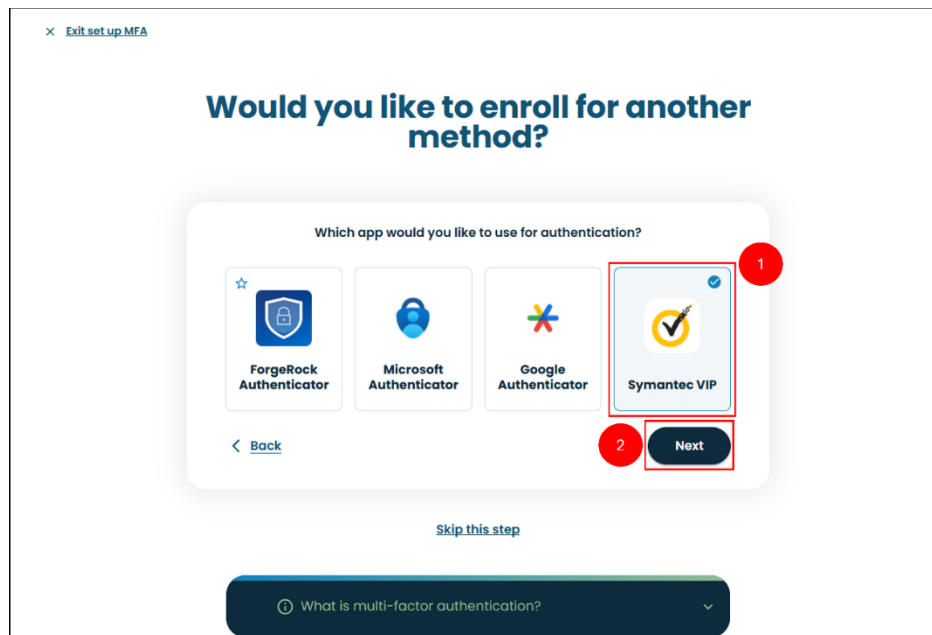 Exit set up MFA
Would you like to enroll for another
method?
Which app would you like to use for authentication?
1
ForgeRock
Authenticator
Microsoft
Authenticator
Google
Authenticator
Symantec VIP
Back
2
Next
Skip this step
What is multi-factor authentication?